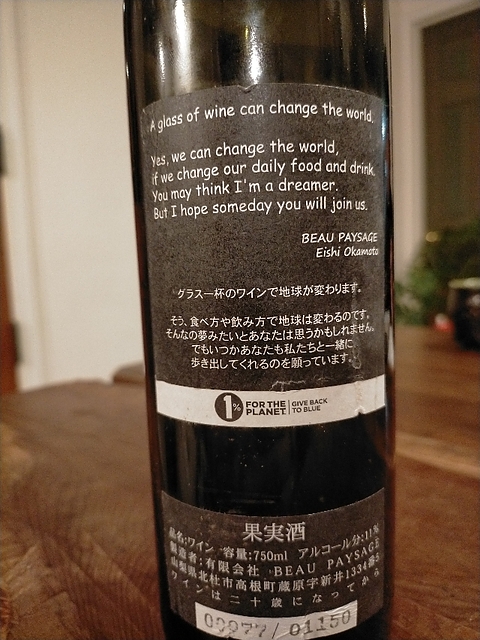 A glass of wine can change the world.
Yes, we can change the world,
if we change our daily food and drink.
You may think I'm a dreamer.
But I hope someday you will join us.
BEAU PAYSAGE
Eishi Okamoto
グラス一杯のワインで地球が変わります。
そう、食べ方や飲み方で地球は変わるのです。
そんなの夢みたいとあなたは思うかもしれません。
でもいつかあなたも私たちと一緒に
歩き出してくれるのを願っています。
1% FOR THE PLANET GIVE BACK TO BLUE
果実酒
品名:ワイン 容量:750ml アルコール分:11%
製造者:有限会社 BEAU PAYSAGE
山梨県北杜市高根町蔵原字新井1334番5
ワインは二十歳になってから
00977/01150